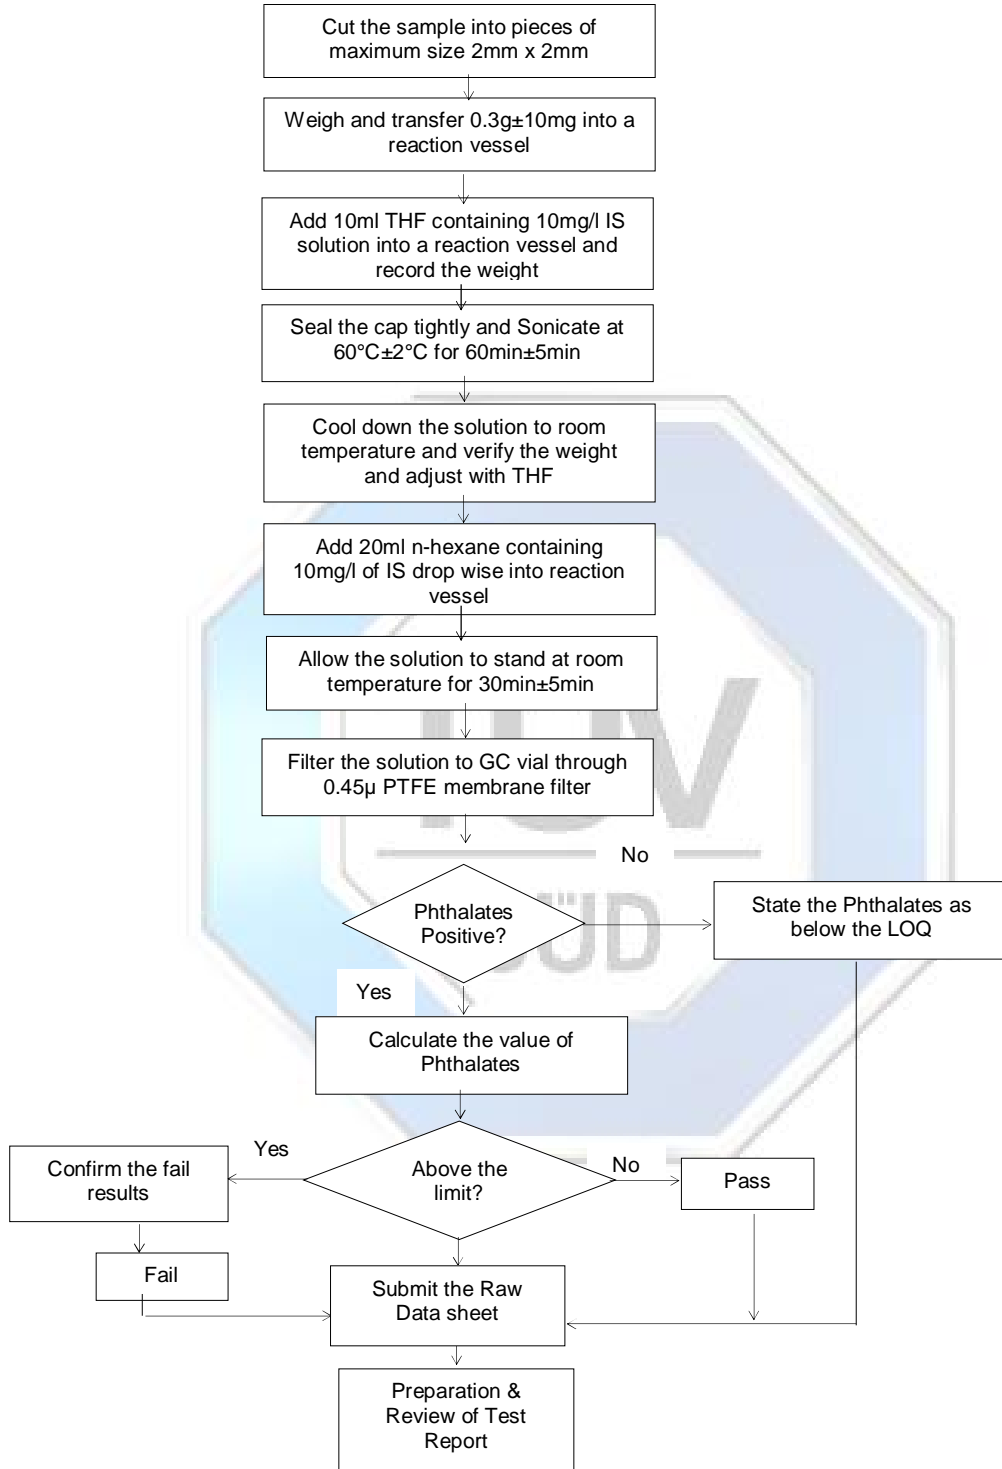 Cut the sample into pieces of
maximum size 2mm x 2mm
Weigh and transfer 0.3g±10mg into a
reaction vessel
Add 10ml THF containing 10mg/l IS
solution into a reaction vessel and
record the weight
Seal the cap tightly and Sonicate at
60°C±2°C for 60min±5min
Cool down the solution to room
temperature and verify the weight
and adjust with THF
Add 20ml n-hexane containing
10mg/l of IS drop wise into reaction
vessel
Allow the solution to stand at room
temperature for 30min±5min
TÜV
Filter the solution to GC vial through
0.45µ PTFE membrane filter
No
Phthalates
Positive?
State the Phthalates as
below the LOQ
SÜD
Yes
Calculate the value of
Phthalates
Yes
Above the
limit?
No
Confirm the fail
results
Pass
Fail
Submit the Raw
Data sheet
Preparation &
Review of Test
Report